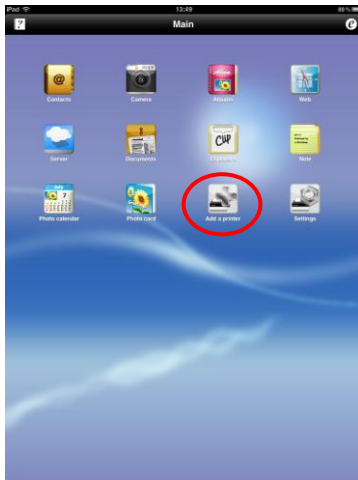 iPad 13:49 80%
Main
Contacts Camera Albums Web
Server Documents Clipboard Note
Photo calendar Photo card Add a printer Settings